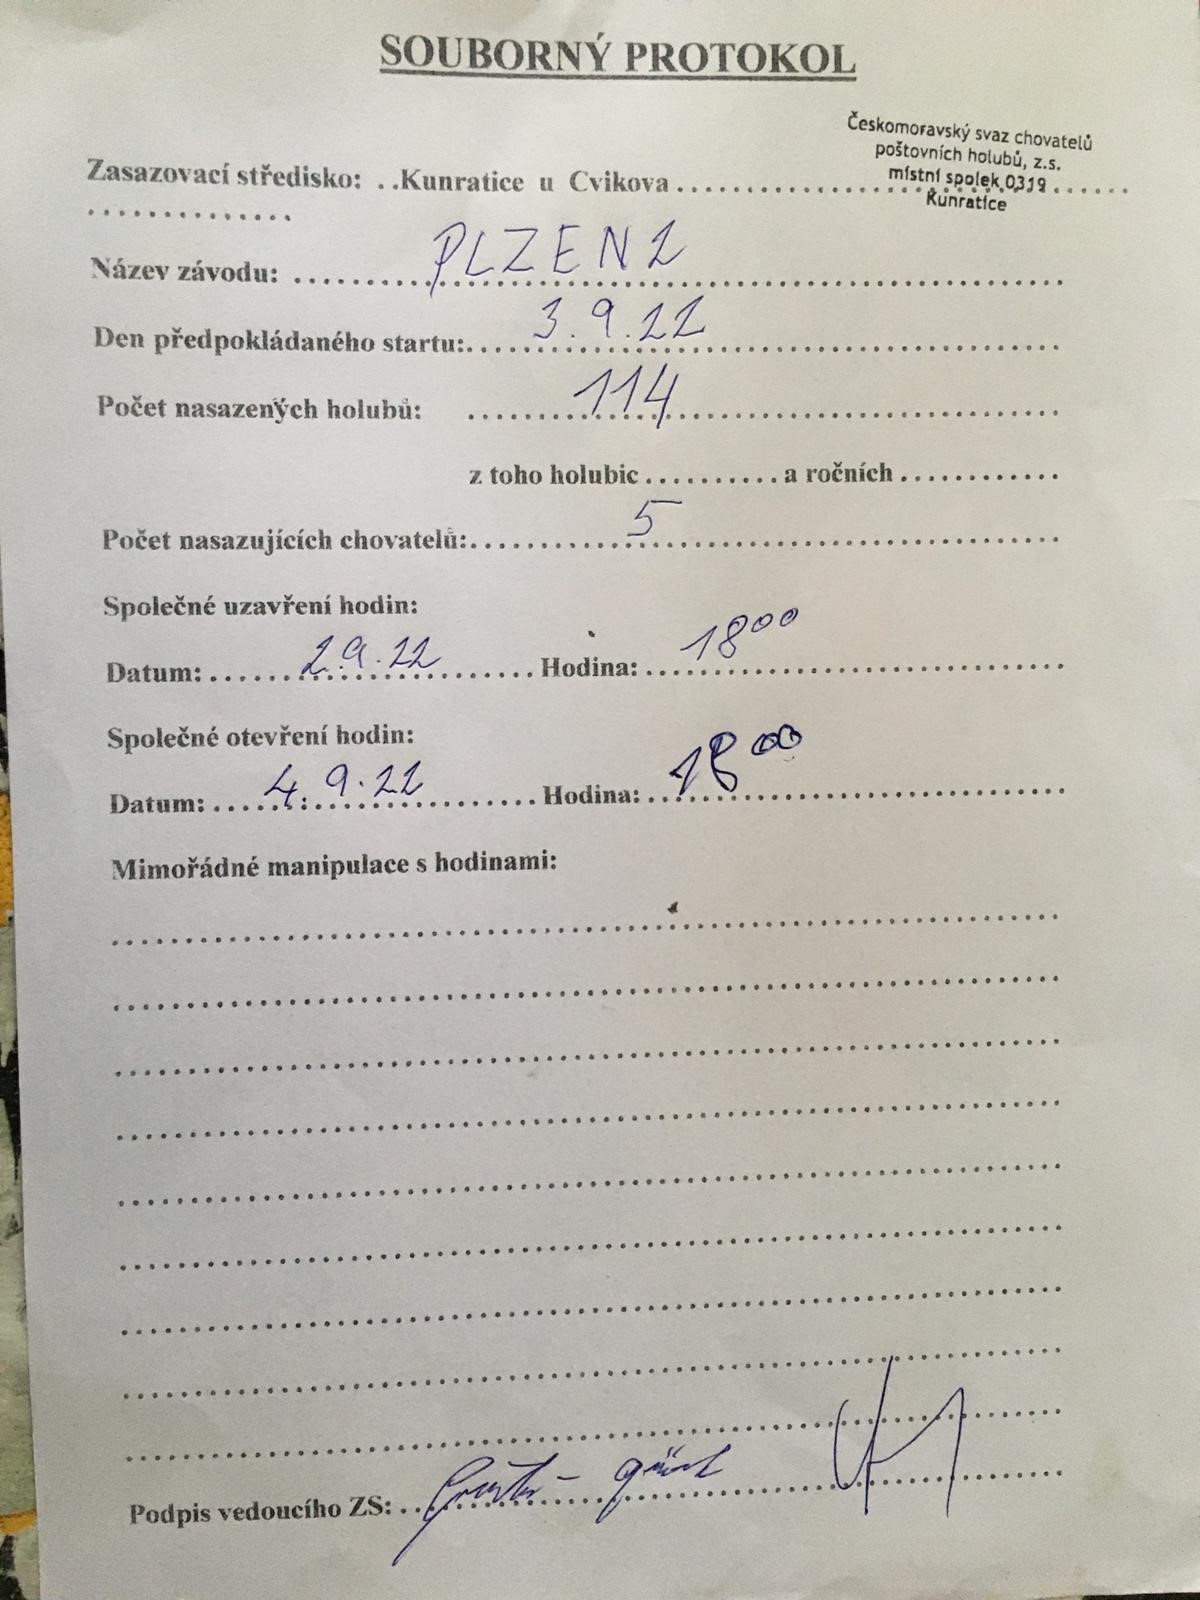 SOUBORNÝ PROTOKOL
Českomoravský svaz chovatelů
poštovních holubů, z.s.
místní spolek 0319
Kunratice
Zasazovací středisko: ..Kunratice u Cvikova
Název závodu: PLZEN 2
Den předpokládaného startu: 3.9.22
Počet nasazených holubů: 114
z toho holubic .......... a ročních ..........
Počet nasazujících chovatelů: 5
Společné uzavření hodin:
Datum: 2.9.22 Hodina: 18⁰⁰
Společné otevření hodin:
Datum: 4.9.22 Hodina: 18⁰⁰
Mimořádné manipulace s hodinami:
Podpis vedoucího ZS: